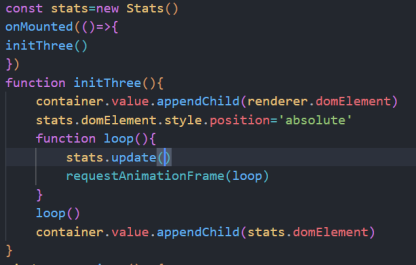 const stats=new Stats()
onMounted(()=>{
initThree()
})
function initThree(){
container.value.appendChild(renderer.domElement)
stats.domElement.style.position='absolute'
function loop(){
stats.update()
requestAnimationFrame(loop)
}
loop()
container.value.appendChild(stats.domElement)
}